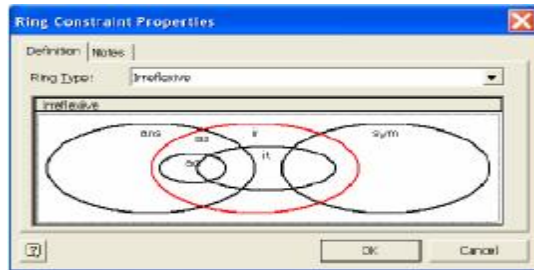 Ring Constraint Properties
Definition Notes
Ring Type: Irreflexive
Irreflexive
ans as ir sym
it
ac
? OK Cancel